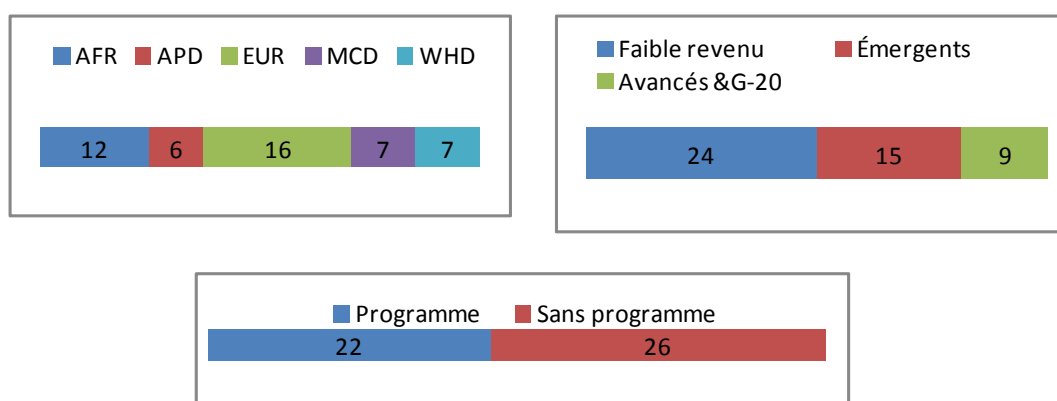 AFR APD EUR MCD WHD
12 6 16 7 7
Faible revenu Émergents
Avancés &G-20
24 15 9
Programme Sans programme
22 26